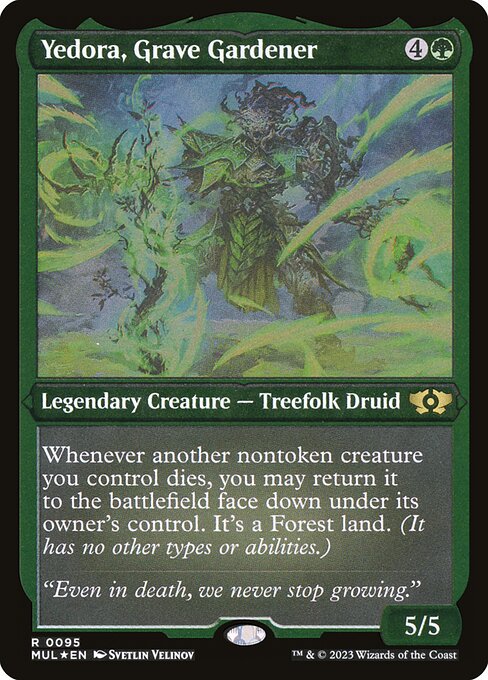 Yedora, Grave Gardener 4
Legendary Creature — Treefolk Druid
Whenever another nontoken creature
you control dies, you may return it
to the battlefield face down under its
owner's control. It's a Forest land. (It
has no other types or abilities.)
“Even in death, we never stop growing.”
5/5
R 0095
MUL★EN Svetlin Velinov
™ & © 2023 Wizards of the Coast